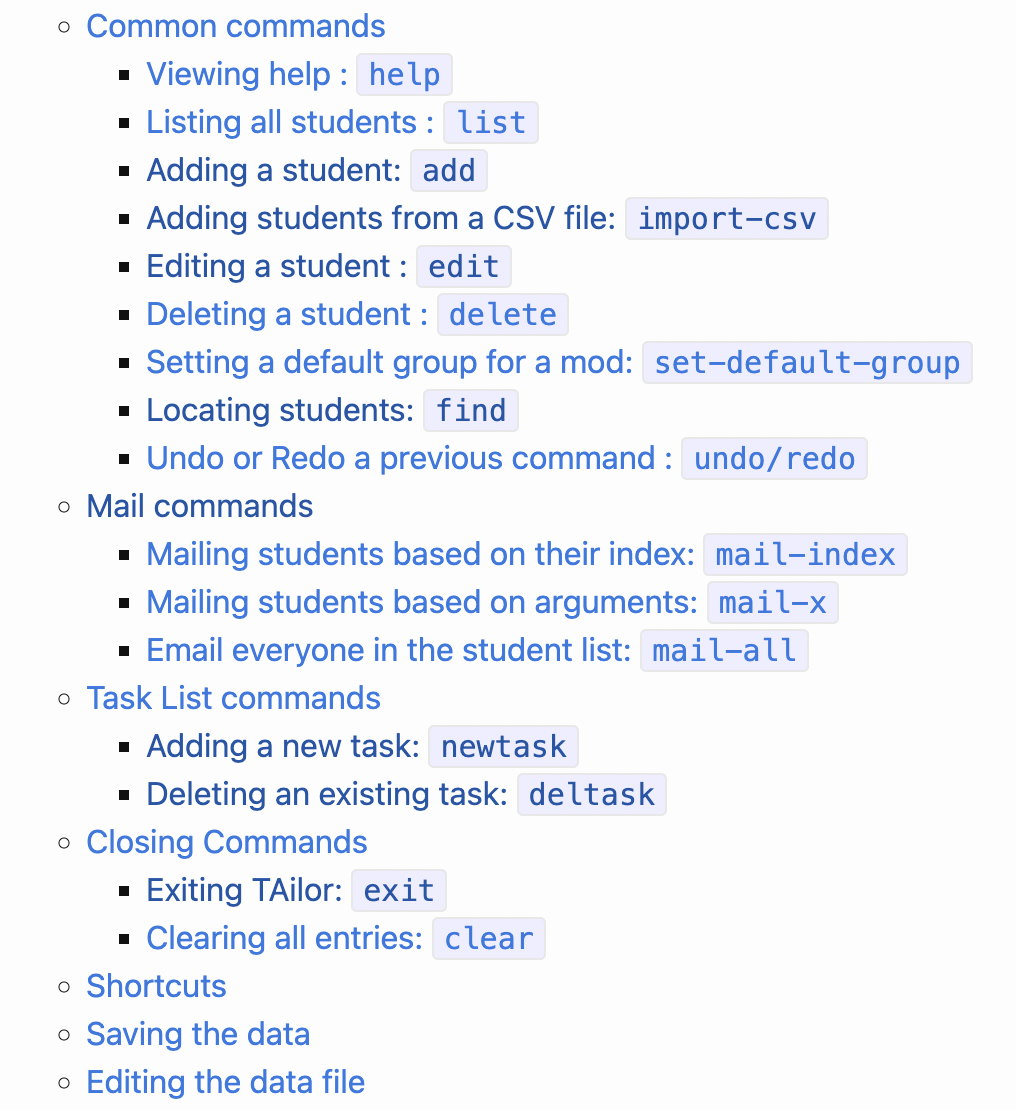 Common commands
Viewing help : help
Listing all students : list
Adding a student: add
Adding students from a CSV file: import-csv
Editing a student : edit
Deleting a student : delete
Setting a default group for a mod: set-default-group
Locating students: find
Undo or Redo a previous command : undo/redo
Mail commands
Mailing students based on their index: mail-index
Mailing students based on arguments: mail-x
Email everyone in the student list: mail-all
Task List commands
Adding a new task: newtask
Deleting an existing task: deltask
Closing Commands
Exiting TAilor: exit
Clearing all entries: clear
Shortcuts
Saving the data
Editing the data file